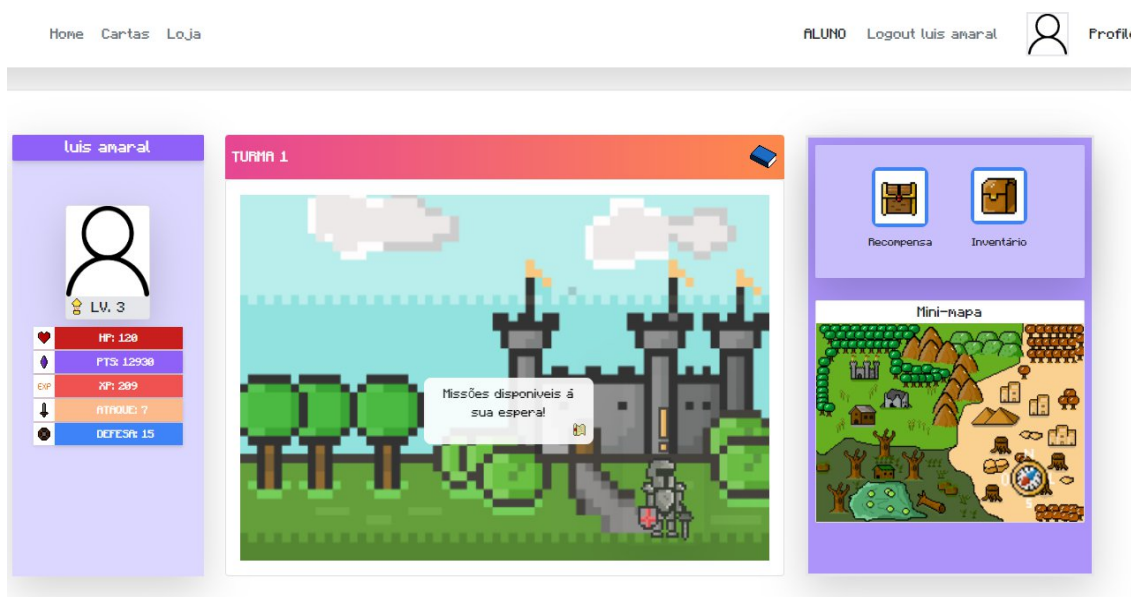 Home Cartas Loja
ALUNO Logout luis amaral Profile
luis amaral
LV. 3
HP: 120
PTS: 12930
EXP XP: 209
ATAQUE: 7
DEFESA: 15
TURMA 1
Missões disponiveis á
sua espera!
Recompensa Inventário
Mini-mapa
N
O L
S